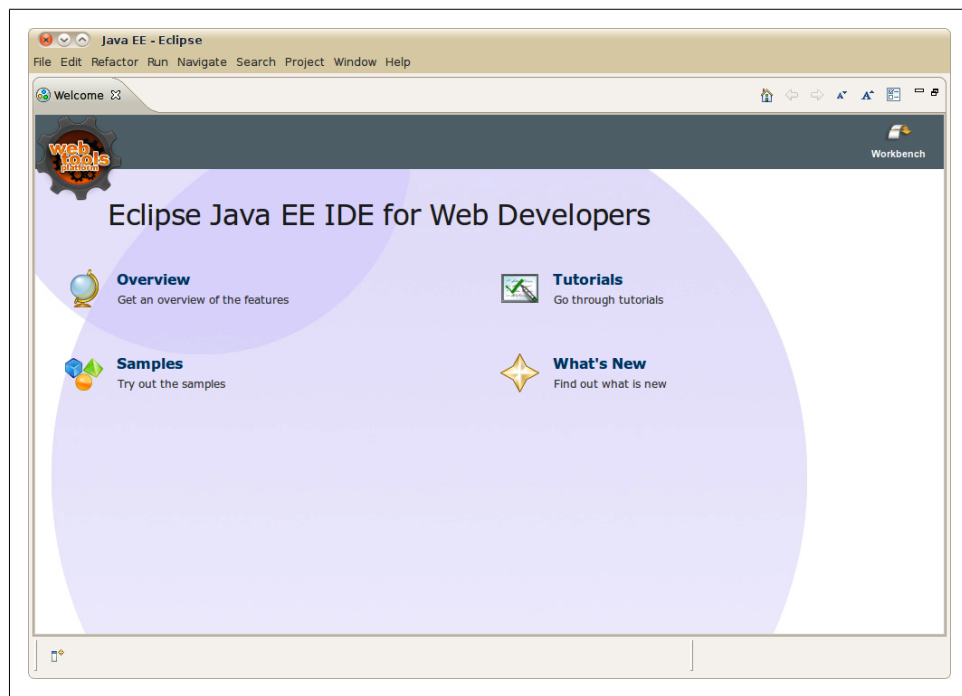 Java EE - Eclipse
File Edit Refactor Run Navigate Search Project Window Help
Welcome
Workbench
web
tools
platform
Eclipse Java EE IDE for Web Developers
Overview
Get an overview of the features
Tutorials
Go through tutorials
Samples
Try out the samples
What's New
Find out what is new